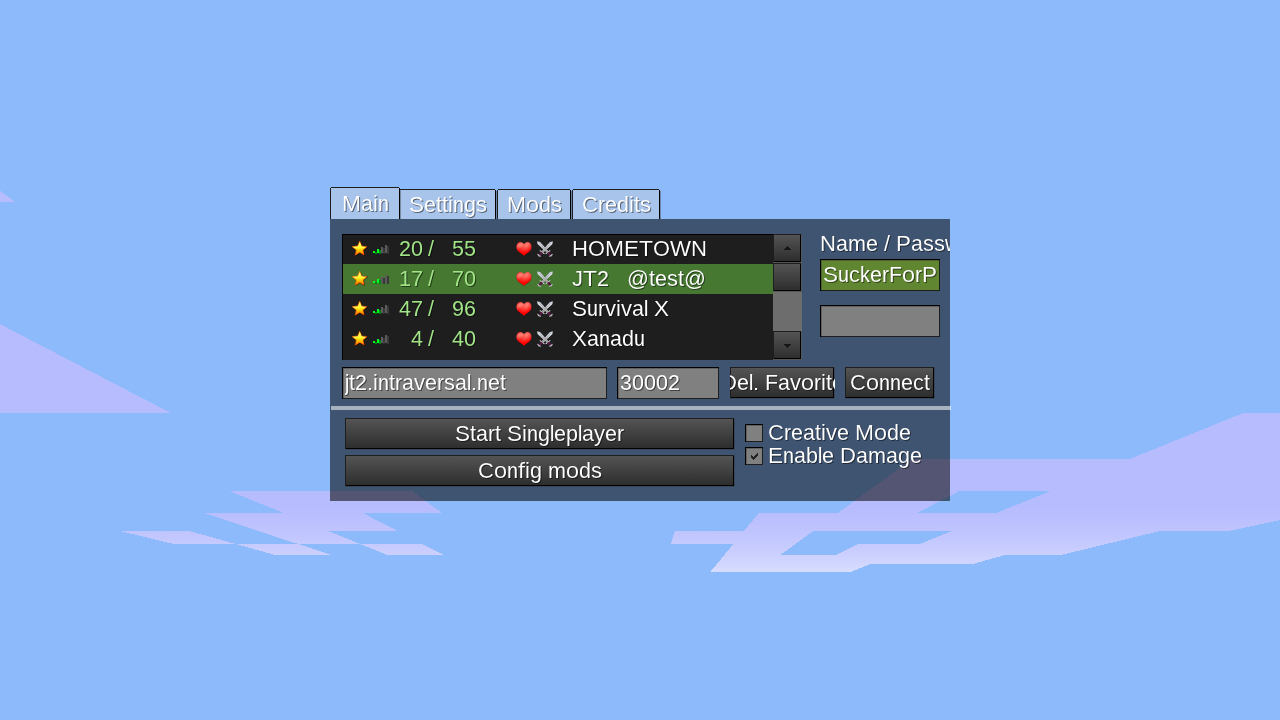 Main Settings Mods Credits
20 / 55 HOMETOWN
17 / 70 JT2 @test@
47 / 96 Survival X
4 / 40 Xanadu
Name / Passw
SuckerForP
jt2.intraversal.net 30002 Del. Favorite Connect
Start Singleplayer
Config mods
Creative Mode
Enable Damage